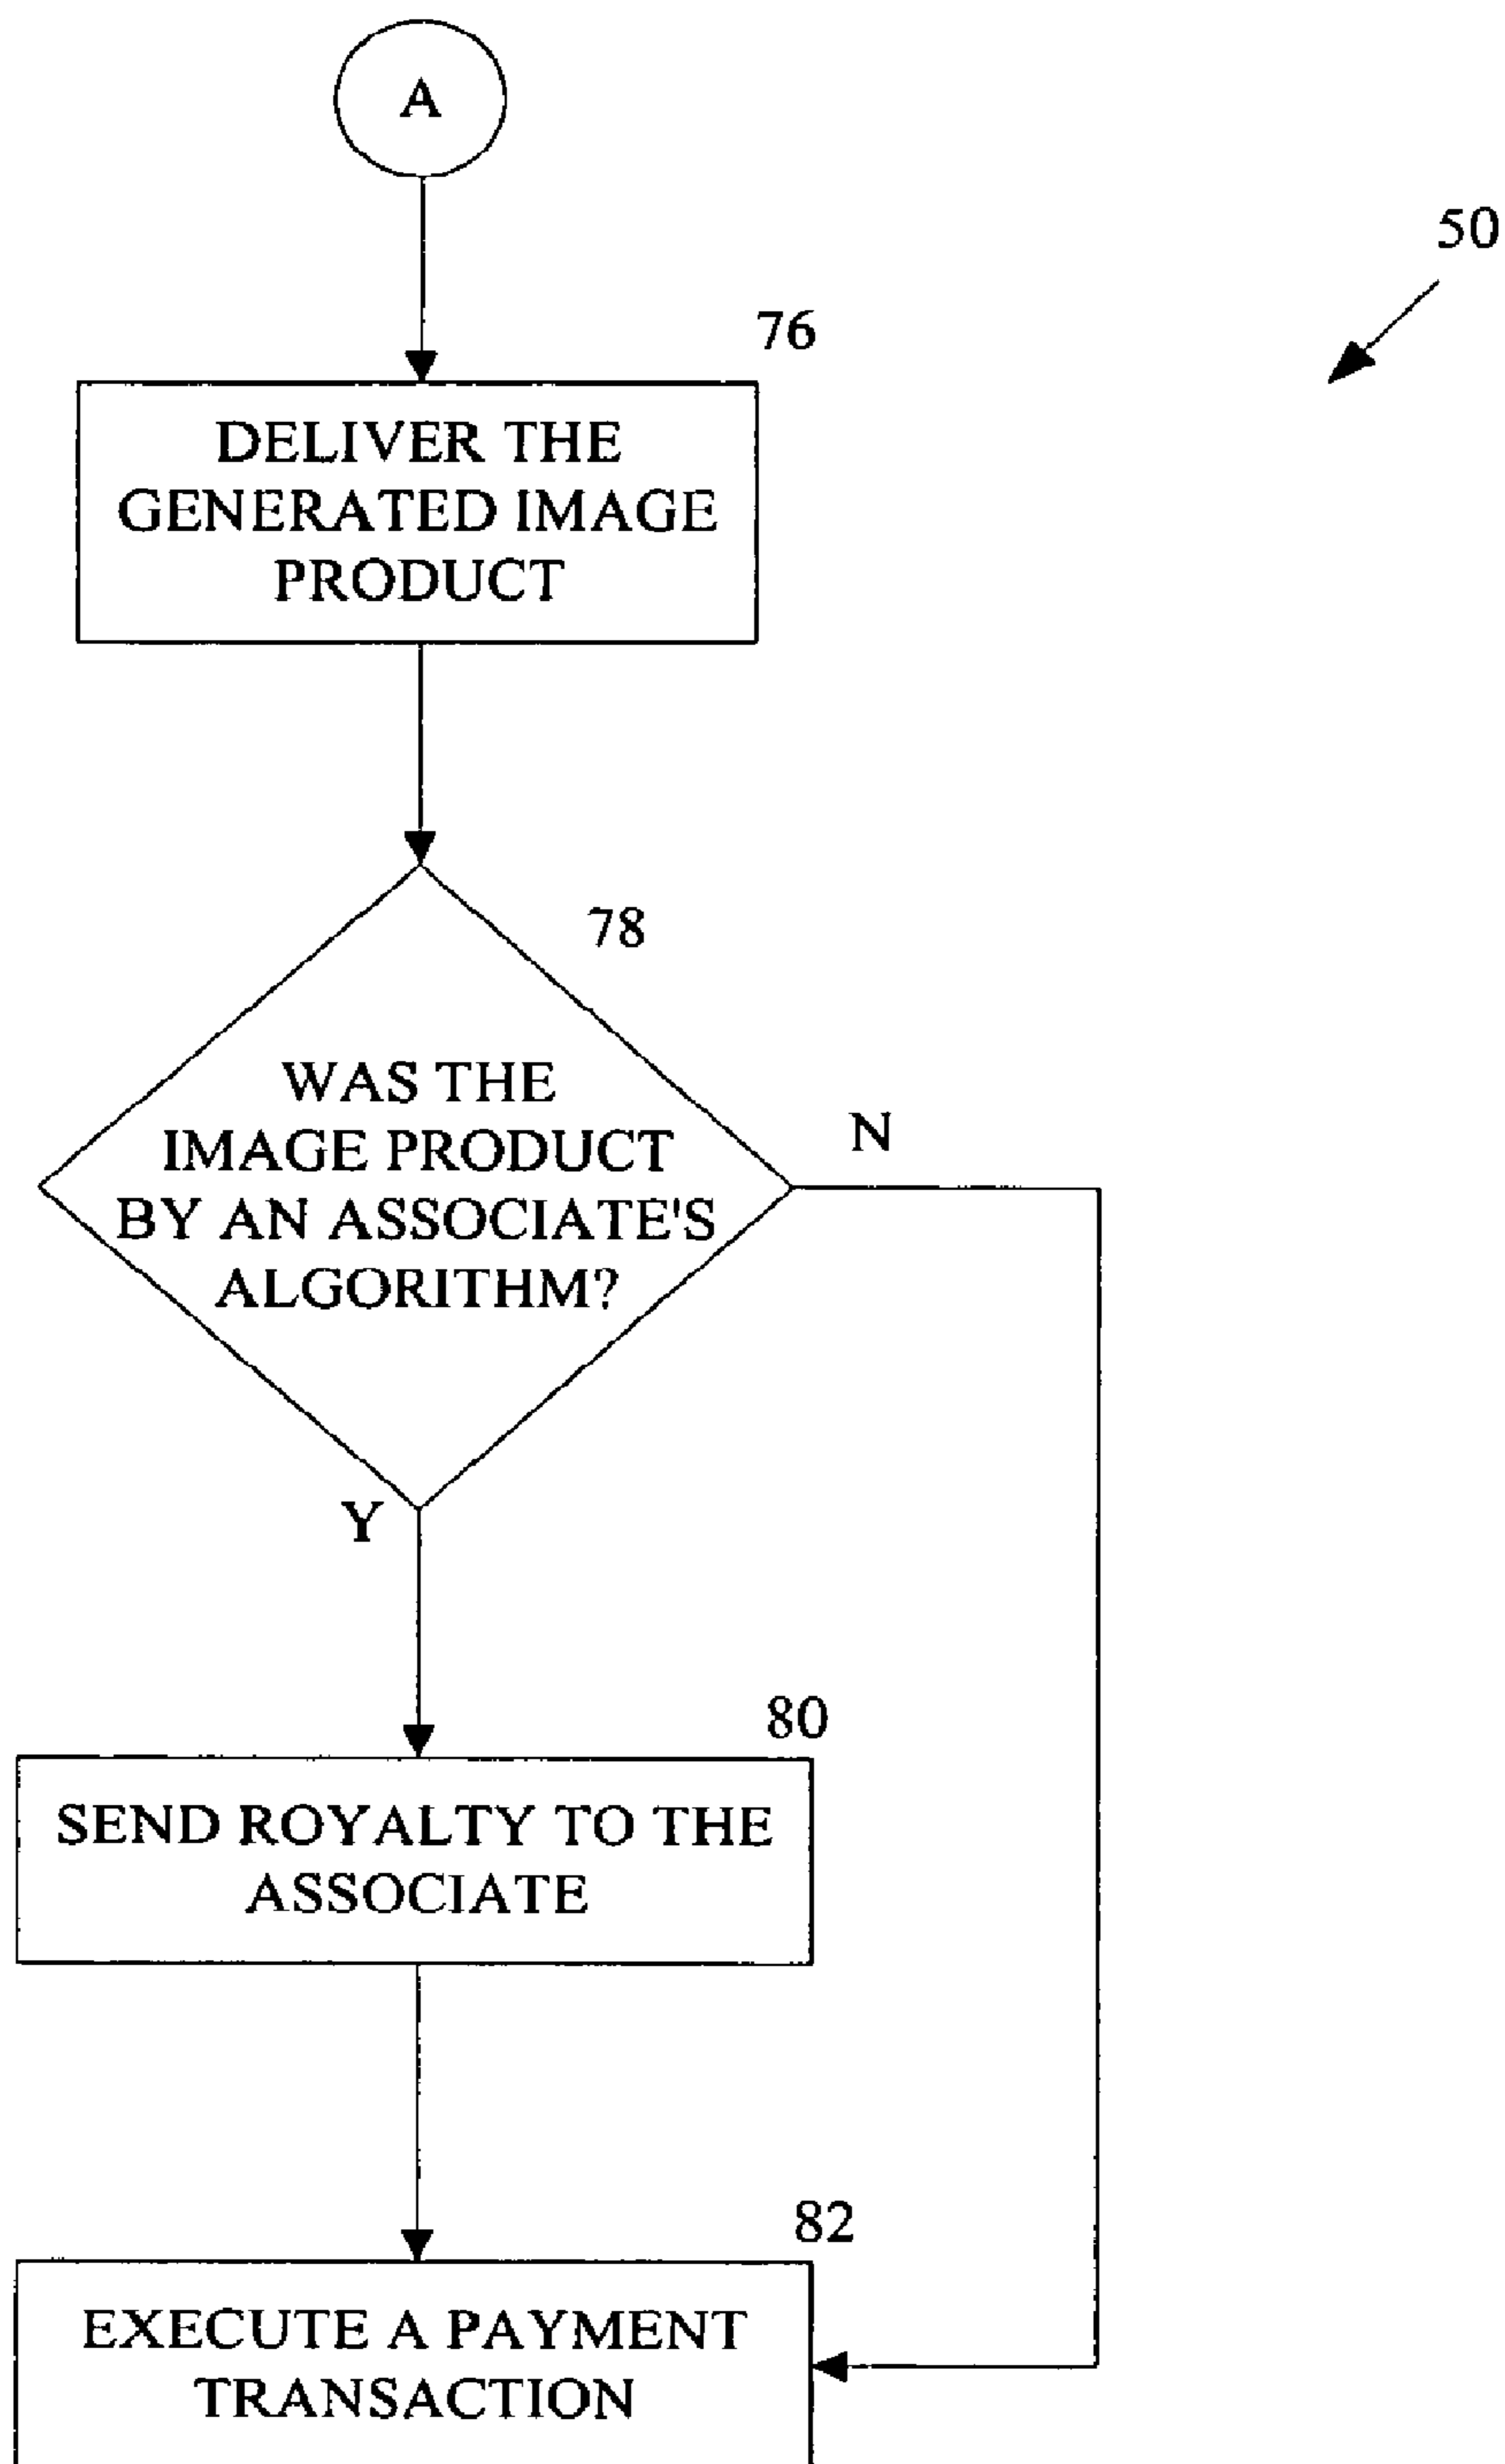 A
50
76
DELIVER THE
GENERATED IMAGE
PRODUCT
78
WAS THE
IMAGE PRODUCT
BY AN ASSOCIATE'S
ALGORITHM?
N
Y
80
SEND ROYALTY TO THE
ASSOCIATE
82
EXECUTE A PAYMENT
TRANSACTION